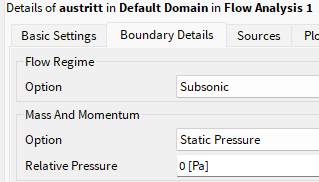 Details of austritt in Default Domain in Flow Analysis 1
Basic Settings Boundary Details Sources
Flow Regime
Option Subsonic
Mass And Momentum
Option Static Pressure
Relative Pressure 0 [Pa]